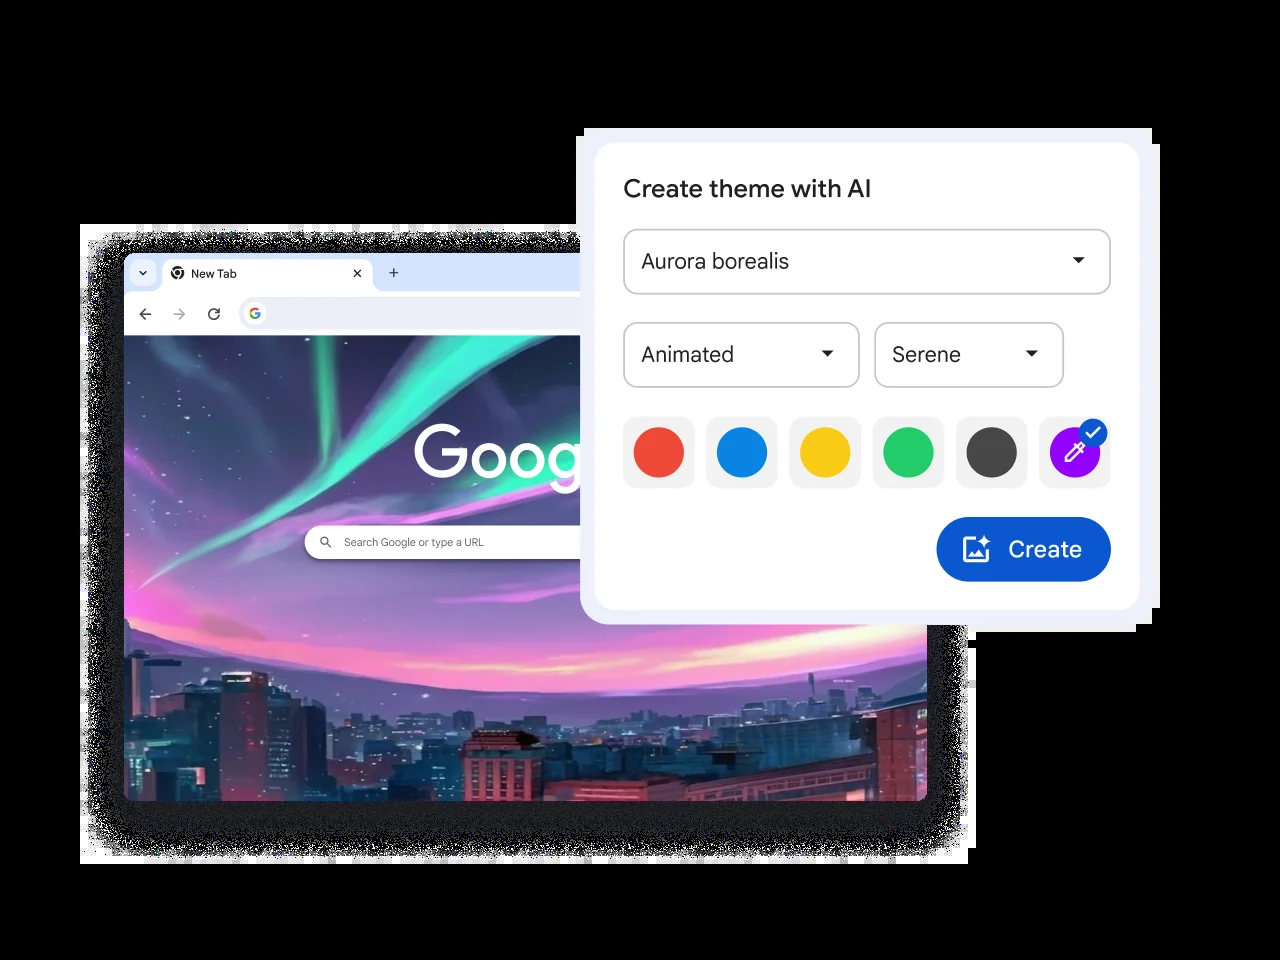 Create theme with AI
Aurora borealis
Animated
Serene
Create
New Tab
Goog
Search Google or type a URL